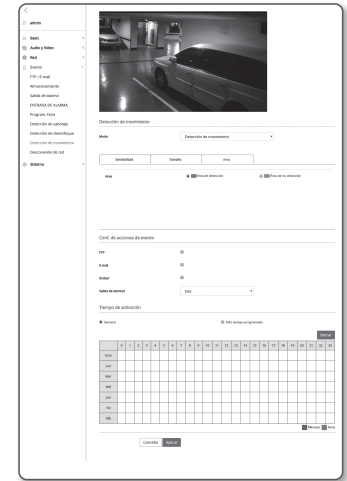 admin
Basic
Audio y Video
Red
Evento
FTP / E-mail
Almacenamiento
Salida de alarma
ENTRADA DE ALARMA
Program. hora
Detección de sabotaje
Detección de desenfoque
Detección de movimiento
Desconexión de red
Sistema
Detección de movimiento
Modo
Detección de movimiento
Sensibilidad
Tamaño
Area
Area
Área de detección
Área de no detección
Conf. de acciones de evento
FTP
E-mail
Grabar
Salida de alarma1
Des.
Tiempo de activación
Siempre
Sólo tiempo programado
Borrar
0 1 2 3 4 5 6 7 8 9 10 11 12 13 14 15 16 17 18 19 20 21 22 23
Dom
Lun
Mar
Jue
Vie
Sáb
Minutos
Hora
Cancelar
Aplicar